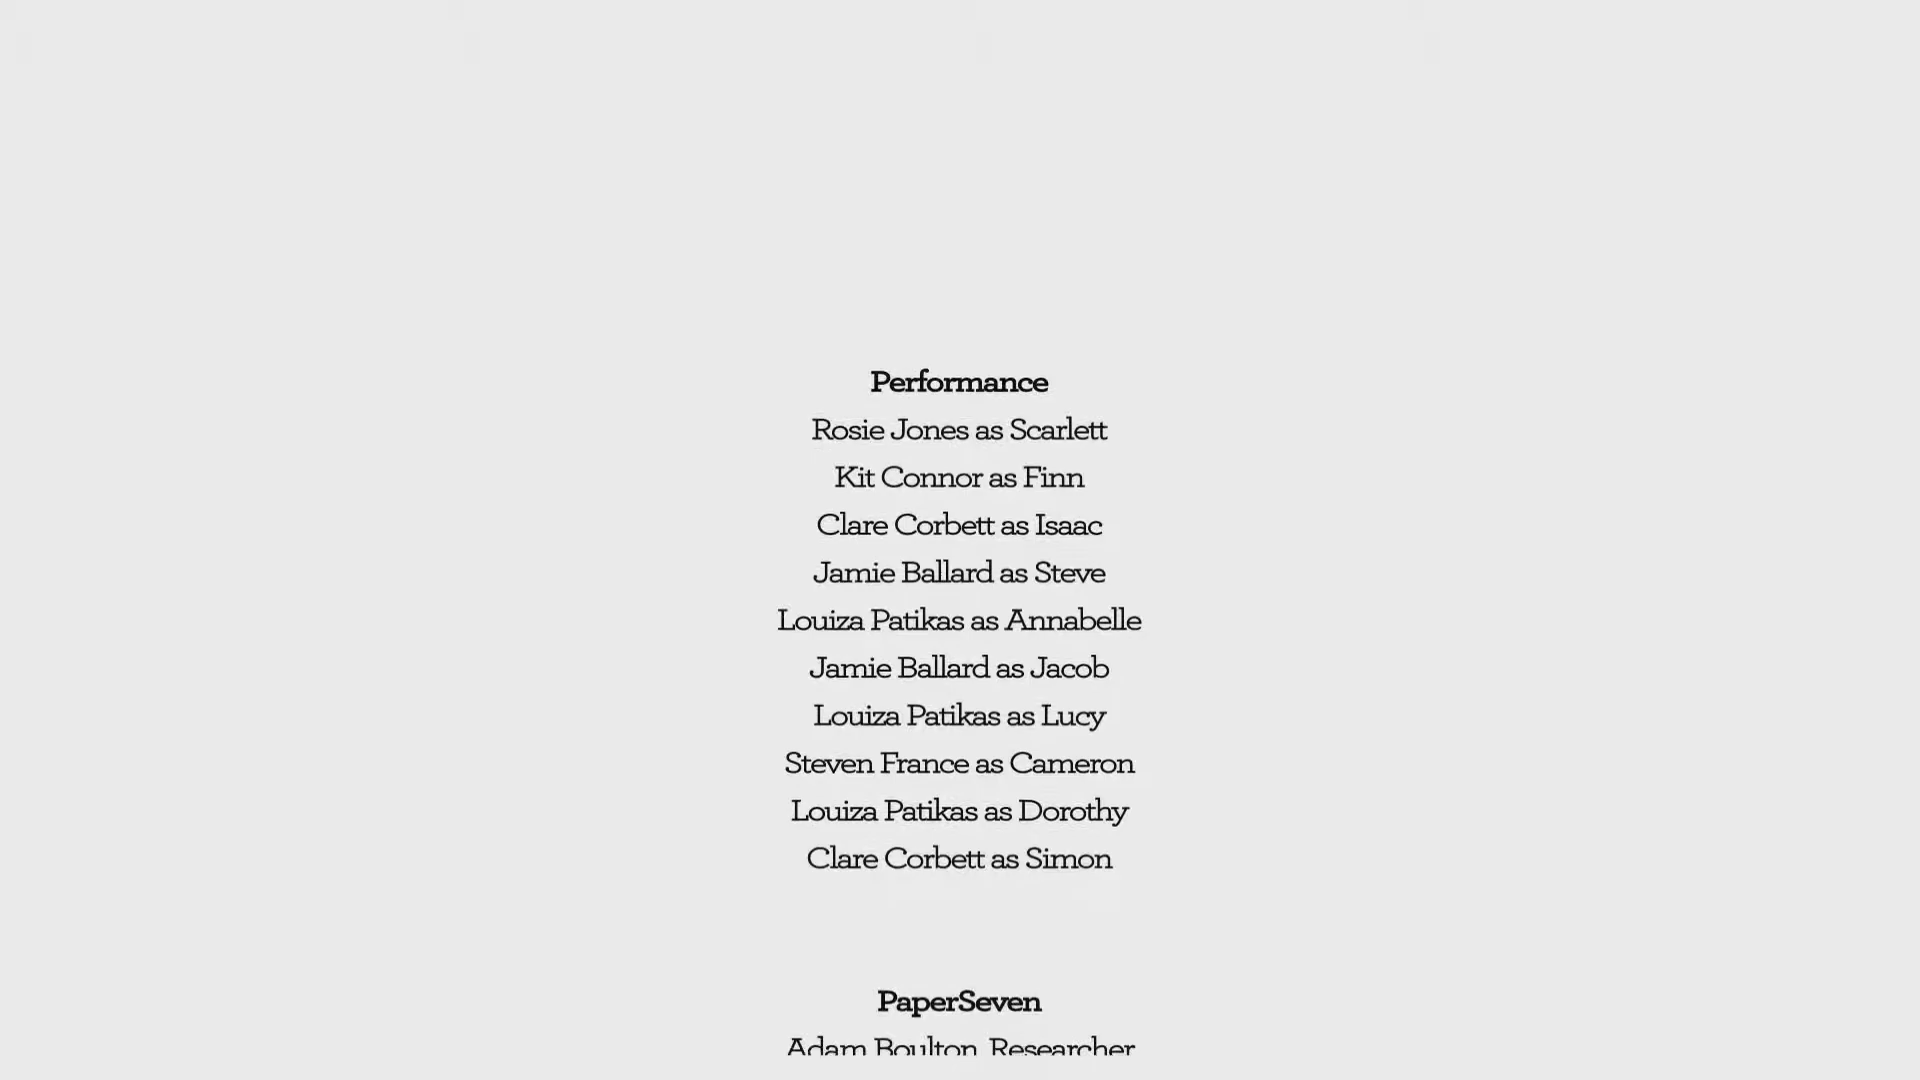 Performance
Rosie Jones as Scarlett
Kit Connor as Finn
Clare Corbett as Isaac
Jamie Ballard as Steve
Louiza Patikas as Annabelle
Jamie Ballard as Jacob
Louiza Patikas as Lucy
Steven France as Cameron
Louiza Patikas as Dorothy
Clare Corbett as Simon
PaperSeven
Adam Boulton, Researcher